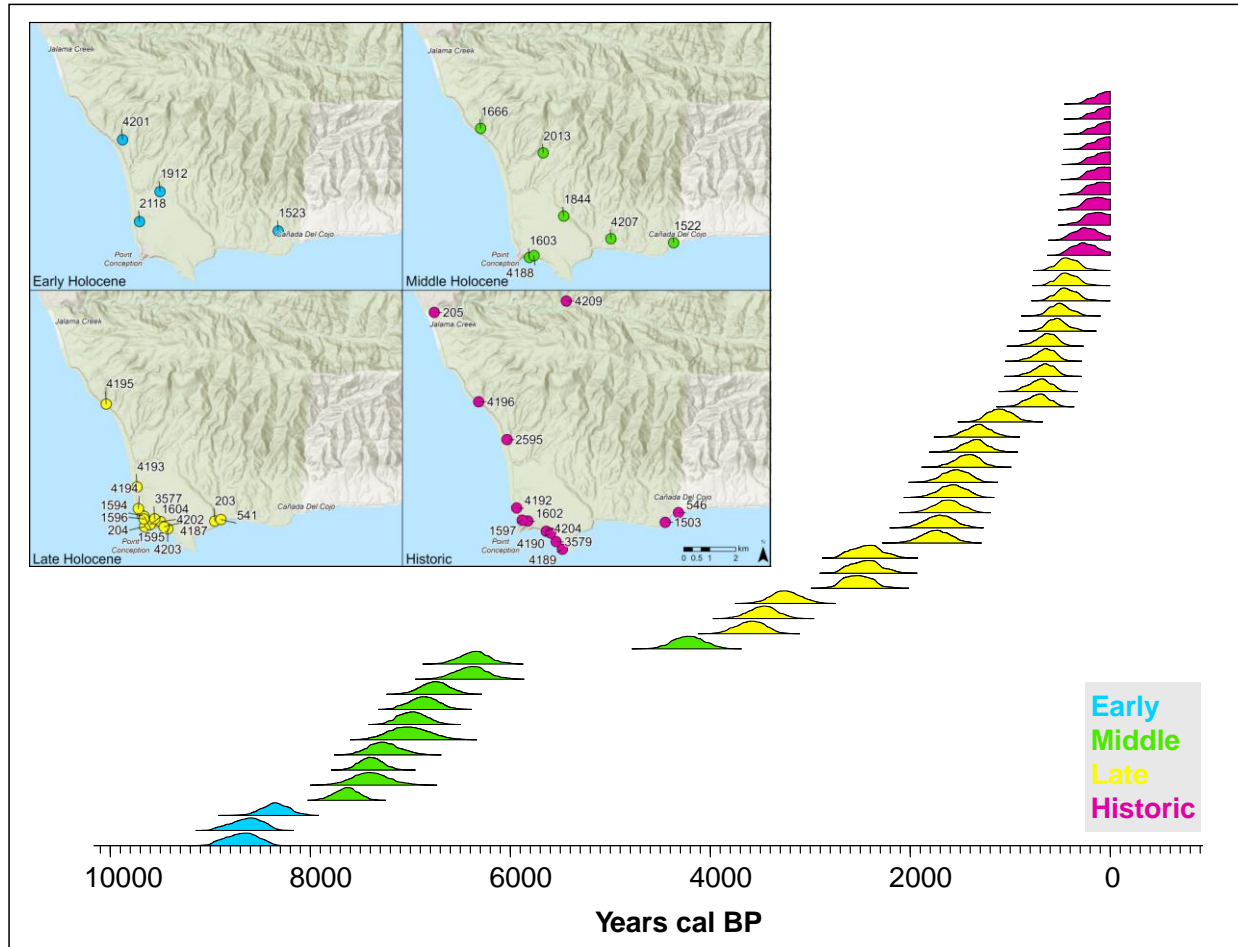 Jalama Creek
4201
1912
2118
1523
Cañada Del Cojo
Point
Conception
Early Holocene
1666
2013
1844
4207
1522
Cañada Del Cojo
1603
Point
Conception
4188
Middle Holocene
Jalama Creek
4195
4193
4194
3577
203
1594
1604
1596
4202
541
Cañada Del Cojo
204
1595
4187
Point
Conception
4203
Late Holocene
4209
205
Jalama Creek
4196
2595
4192
Cañada Del Cojo
546
1602
1503
1597
4204
Point
Conception
4190
3579
4189
N
0 0.5 1 2
km
Historic
Early
Middle
Late
Historic
10000 8000 6000 4000 2000 0
Years cal BP